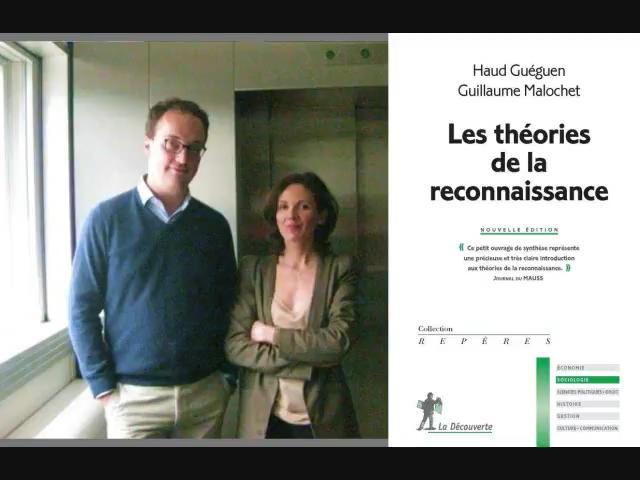 Haud Guéguen
Guillaume Malochet
Les théories
de la
reconnaissance
NOUVELLE ÉDITION
« Ce petit ouvrage de synthèse représente
une précieuse et très claire introduction
aux théories de la reconnaissance. »
JOURNAL DU MAUSS
Collection
REPÈRES
ÉCONOMIE
SOCIOLOGIE
SCIENCES POLITIQUES • DROIT
HISTOIRE
GESTION
CULTURE • COMMUNICATION
La Découverte